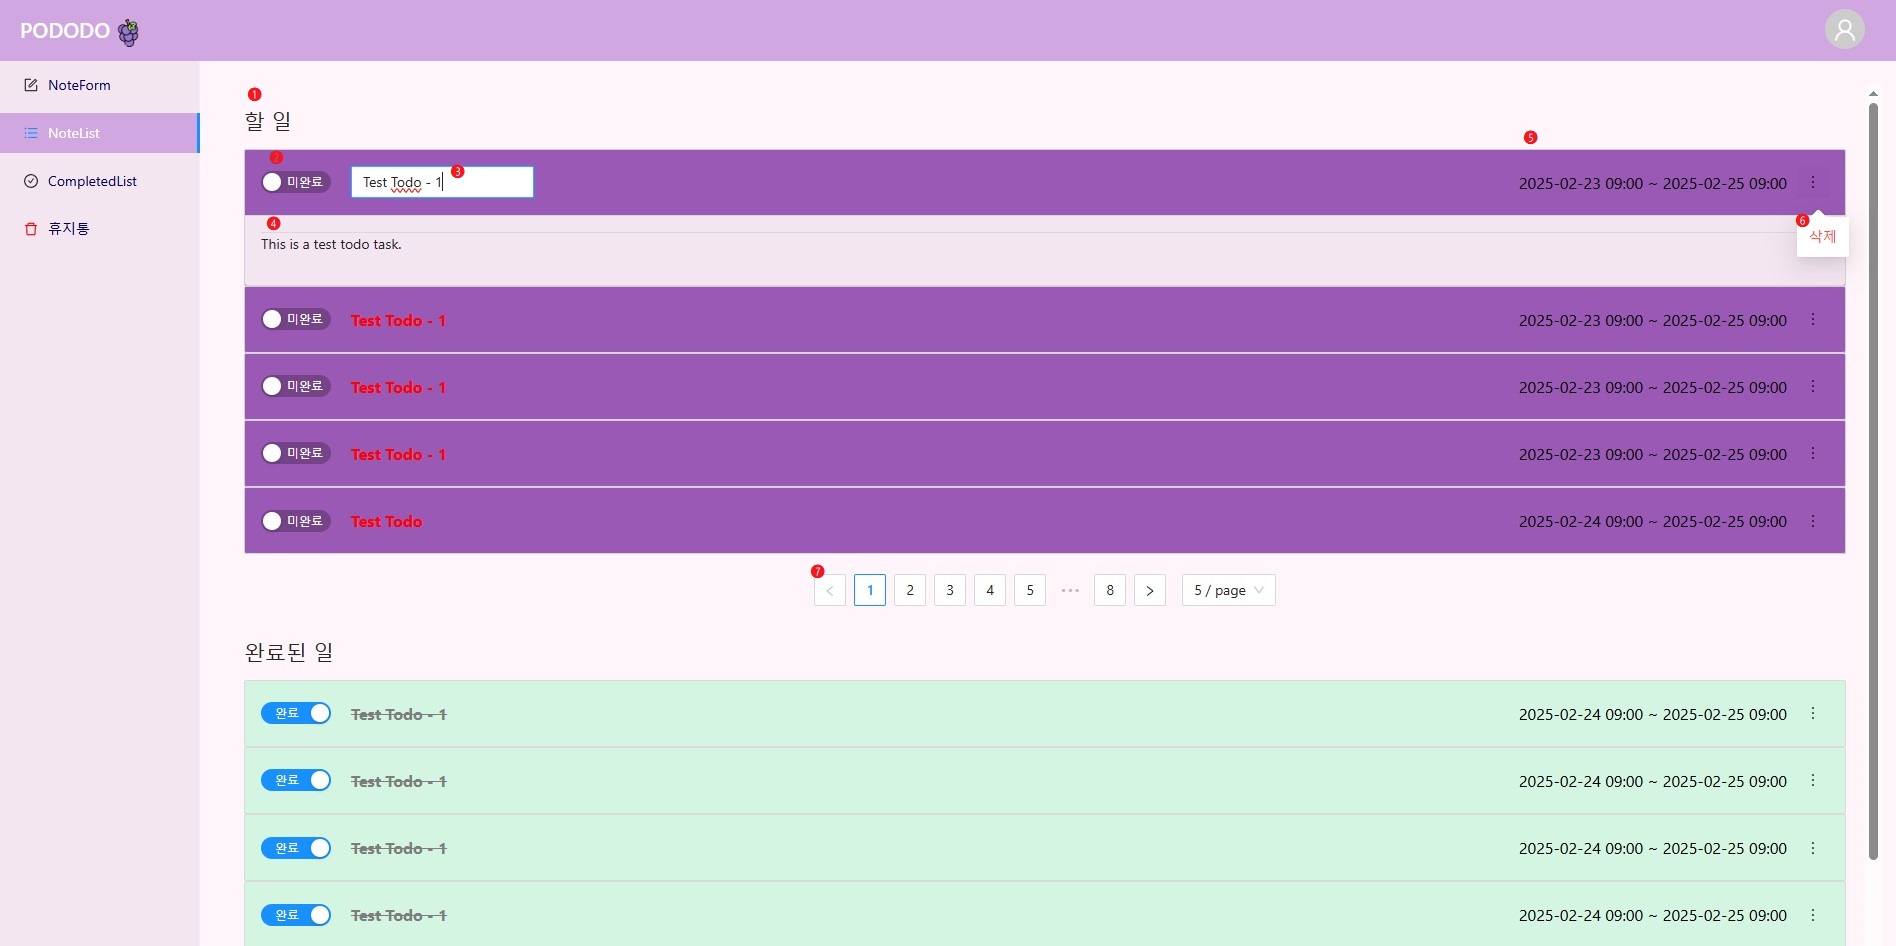 PODODO
NoteForm
NoteList
CompletedList
휴지통
1
할 일
5
2
미완료
3
Test Todo - 1
2025-02-23 09:00 ~ 2025-02-25 09:00
4
This is a test todo task.
6
삭제
미완료 Test Todo - 1 2025-02-23 09:00 ~ 2025-02-25 09:00
미완료 Test Todo - 1 2025-02-23 09:00 ~ 2025-02-25 09:00
미완료 Test Todo - 1 2025-02-23 09:00 ~ 2025-02-25 09:00
미완료 Test Todo 2025-02-24 09:00 ~ 2025-02-25 09:00
7
< 1 2 3 4 5 ••• 8 > 5 / page
완료된 일
완료 Test Todo - 1 2025-02-24 09:00 ~ 2025-02-25 09:00
완료 Test Todo - 1 2025-02-24 09:00 ~ 2025-02-25 09:00
완료 Test Todo - 1 2025-02-24 09:00 ~ 2025-02-25 09:00
완료 Test Todo - 1 2025-02-24 09:00 ~ 2025-02-25 09:00